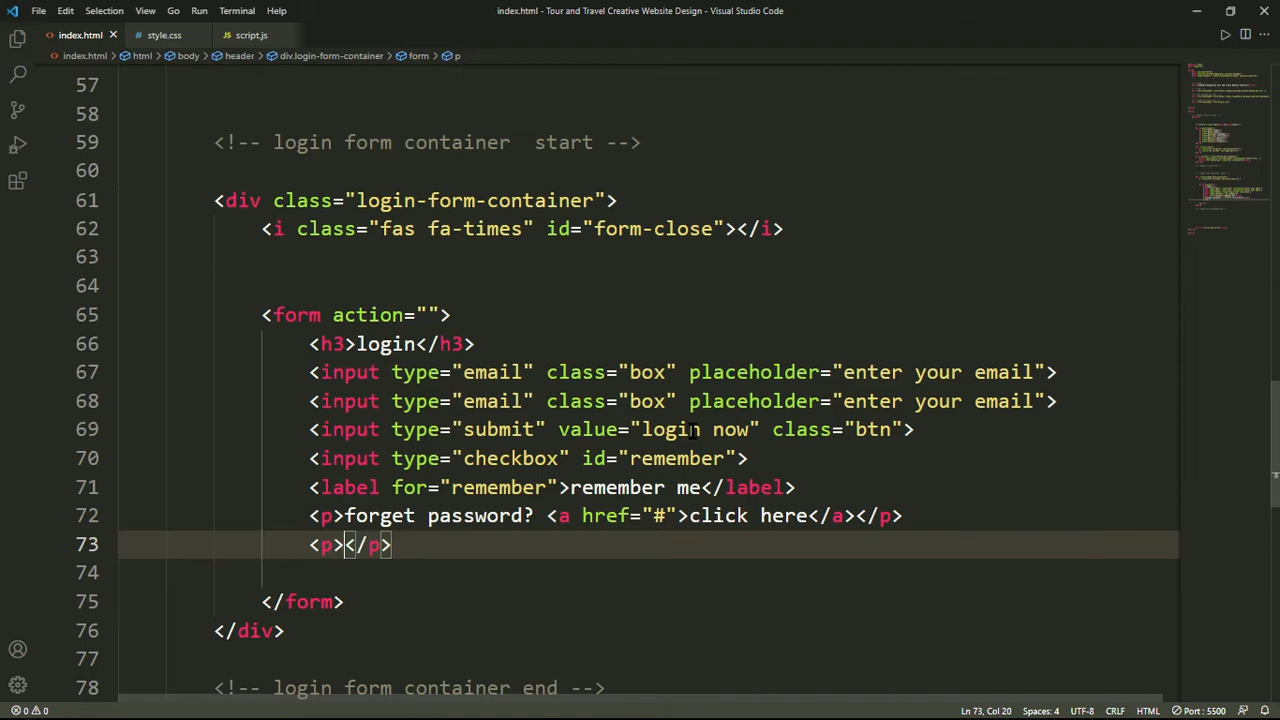 File Edit Selection View Go Run Terminal Help index.html - Tour and Travel Creative Website Design - Visual Studio Code
index.html style.css script.js
index.html > html > body > header > div.login-form-container > form > p
57
58
59 <!-- login form container  start -->
60
61 <div class="login-form-container">
62 <i class="fas fa-times" id="form-close"></i>
63
64
65 <form action="">
66 <h3>login</h3>
67 <input type="email" class="box" placeholder="enter your email">
68 <input type="email" class="box" placeholder="enter your email">
69 <input type="submit" value="login now" class="btn">
70 <input type="checkbox" id="remember">
71 <label for="remember">remember me</label>
72 <p>forget password? <a href="#">click here</a></p>
73 <p></p>
74
75 </form>
76 </div>
77
78 <!-- login form container end -->
0 0 Ln 73, Col 20 Spaces: 4 UTF-8 CRLF HTML Port : 5500